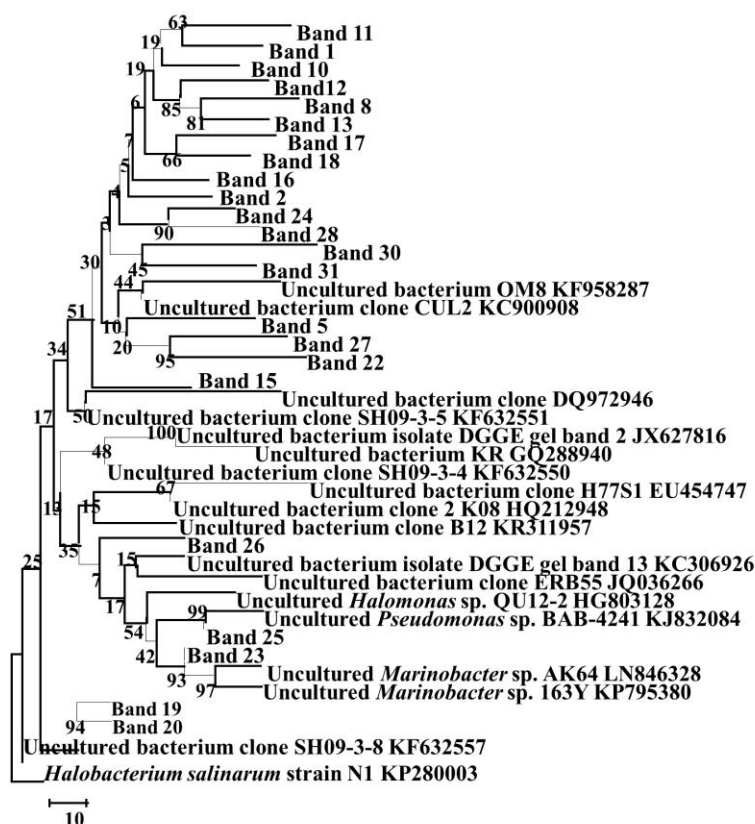 63
Band 11
19
Band 1
19
Band 10
Band12
85
Band 8
6
81
Band 13
Band 17
7
66
Band 18
5
Band 16
4
Band 2
Band 24
3
90
Band 28
Band 30
30
45
Band 31
44
Uncultured bacterium OM8 KF958287
Uncultured bacterium clone CUL2 KC900908
51
10
Band 5
20
Band 27
34
95
Band 22
Band 15
Uncultured bacterium clone DQ972946
17
50
Uncultured bacterium clone SH09-3-5 KF632551
100
Uncultured bacterium isolate DGGE gel band 2 JX627816
48
Uncultured bacterium KR GQ288940
Uncultured bacterium clone SH09-3-4 KF632550
67
Uncultured bacterium clone H77S1 EU454747
13
15
Uncultured bacterium clone 2 K08 HQ212948
Uncultured bacterium clone B12 KR311957
35
Band 26
25
15
Uncultured bacterium isolate DGGE gel band 13 KC306926
7
Uncultured bacterium clone ERB55 JQ036266
17
Uncultured Halomonas sp. QU12-2 HG803128
99
Uncultured Pseudomonas sp. BAB-4241 KJ832084
54
Band 25
42
Band 23
93
Uncultured Marinobacter sp. AK64 LN846328
97
Uncultured Marinobacter sp. 163Y KP795380
Band 19
94
Band 20
Uncultured bacterium clone SH09-3-8 KF632557
Halobacterium salinarum strain N1 KP280003
10